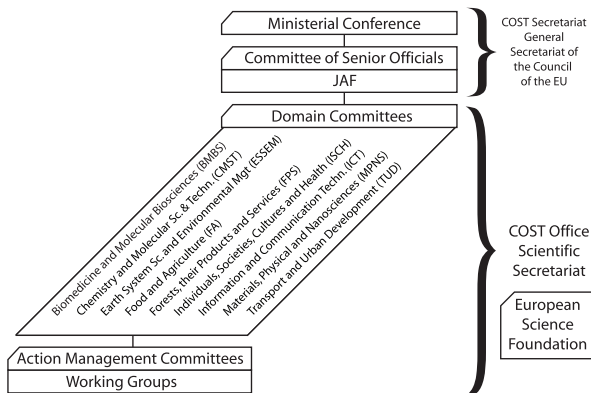 Ministerial Conference
Committee of Senior Officials
JAF
COST Secretariat
General
Secretariat of
the Council
of the EU
Domain Committees
Biomedicine and Molecular Biosciences (BMBS)
Chemistry and Molecular Sc. & Techn. (CMST)
Earth System Sc. and Environmental Mgt (ESSEM)
Food and Agriculture (FA)
Forests, their Products and Services (FPS)
Individuals, Societies, Cultures and Health (ISCH)
Information and Communication Techn. (ICT)
Materials, Physical and Nanosciences (MPNS)
Transport and Urban Development (TUD)
Action Management Committees
Working Groups
COST Office
Scientific
Secretariat
European
Science
Foundation